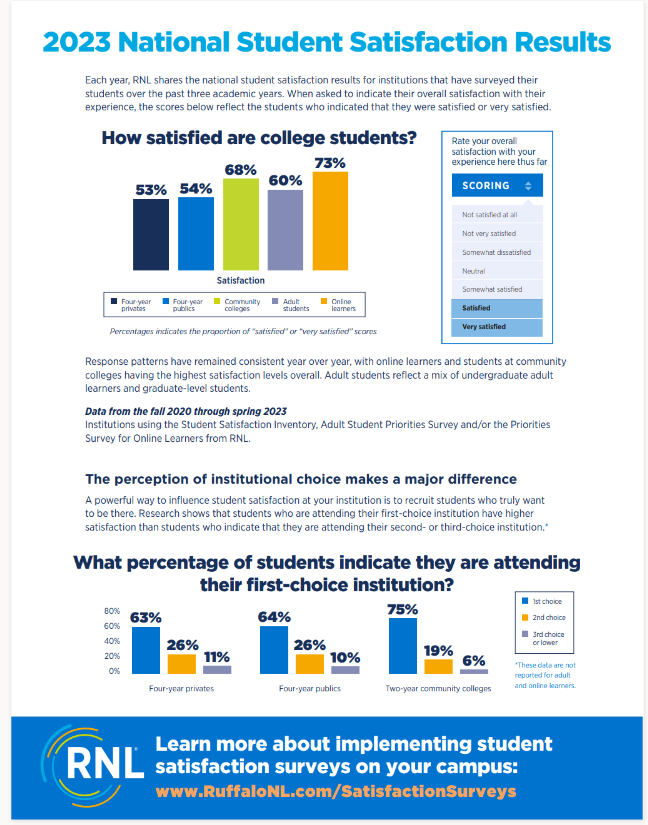 2023 National Student Satisfaction Results
Each year, RNL shares the national student satisfaction results for institutions that have surveyed their
students over the past three academic years. When asked to indicate their overall satisfaction with their
experience, the scores below reflect the students who indicated that they were satisfied or very satisfied.
How satisfied are college students?
53%
54%
68%
60%
73%
Satisfaction
Four-year
privates
Four-year
publics
Community
colleges
Adult
students
Online
learners
Percentages indicates the proportion of "satisfied" or "very satisfied" scores
Rate your overall
satisfaction with your
experience here thus far
SCORING
Not satisfied at all
Not very satisfied
Somewhat dissatisfied
Neutral
Somewhat satisfied
Satisfied
Very satisfied
Response patterns have remained consistent year over year, with online learners and students at community
colleges having the highest satisfaction levels overall. Adult students reflect a mix of undergraduate adult
learners and graduate-level students.
Data from the fall 2020 through spring 2023
Institutions using the Student Satisfaction Inventory, Adult Student Priorities Survey and/or the Priorities
Survey for Online Learners from RNL.
The perception of institutional choice makes a major difference
A powerful way to influence student satisfaction at your institution is to recruit students who truly want
to be there. Research shows that students who are attending their first-choice institution have higher
satisfaction than students who indicate that they are attending their second- or third-choice institution.*
What percentage of students indicate they are attending
their first-choice institution?
80%
60%
40%
20%
0%
63%
26%
11%
Four-year privates
64%
26%
10%
Four-year publics
75%
19%
6%
Two-year community colleges
1st choice
2nd choice
3rd choice
or lower
*These data are not
reported for adult
and online learners.
RNL
Learn more about implementing student
satisfaction surveys on your campus:
www.RuffaloNL.com/SatisfactionSurveys